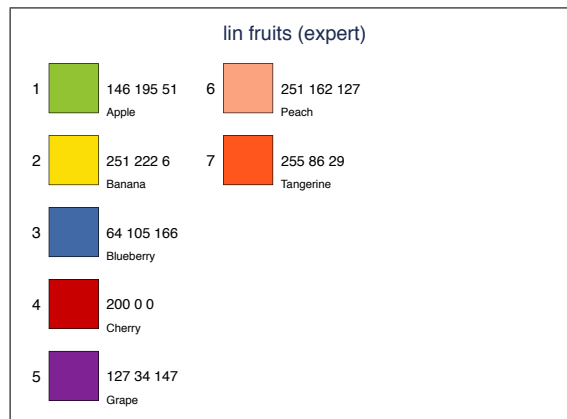 lin fruits (expert)
1 146 195 51
Apple
2 251 222 6
Banana
3 64 105 166
Blueberry
4 200 0 0
Cherry
5 127 34 147
Grape
6 251 162 127
Peach
7 255 86 29
Tangerine